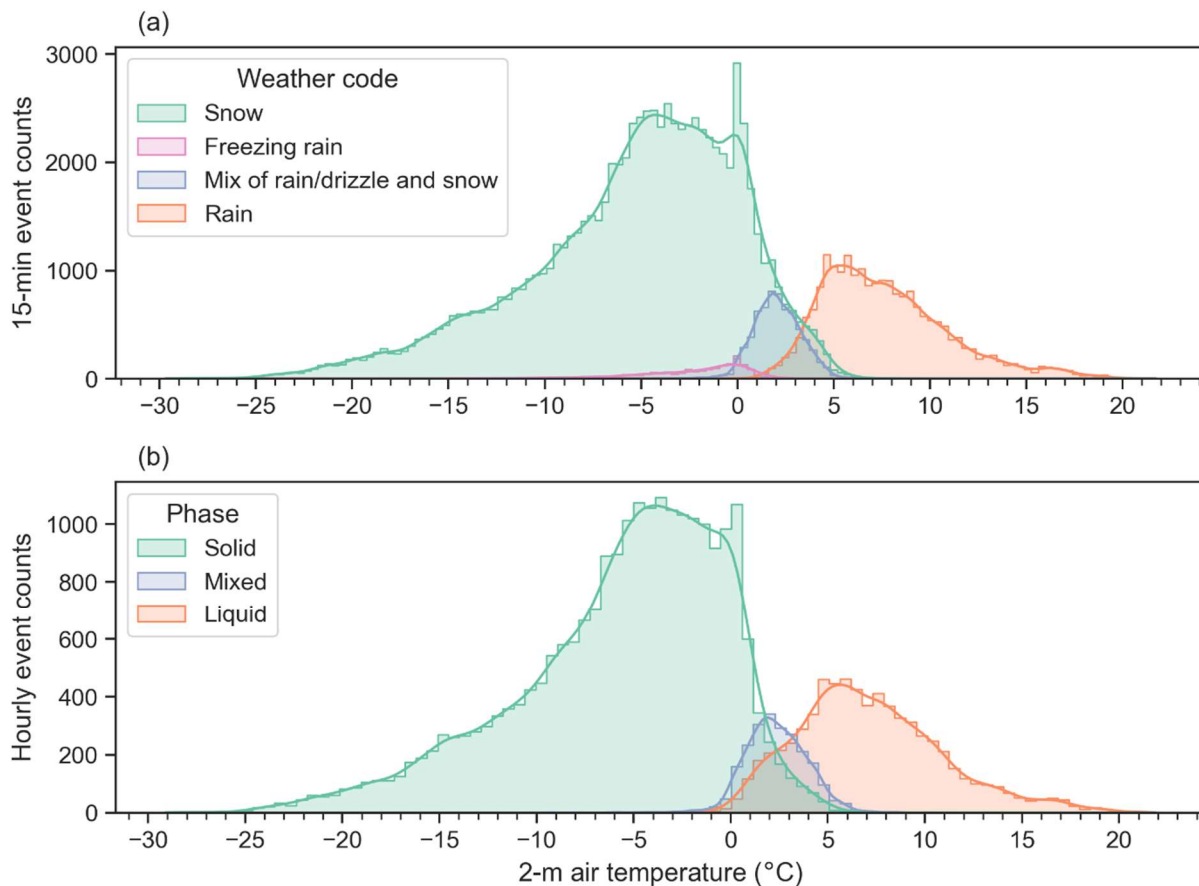 (a)
3000
2000
1000
0
15-min event counts
Weather code
Snow
Freezing rain
Mix of rain/drizzle and snow
Rain
−30 −25 −20 −15 −10 −5 0 5 10 15 20
(b)
1000
800
600
400
200
0
Hourly event counts
Phase
Solid
Mixed
Liquid
−30 −25 −20 −15 −10 −5 0 5 10 15 20
2-m air temperature (°C)